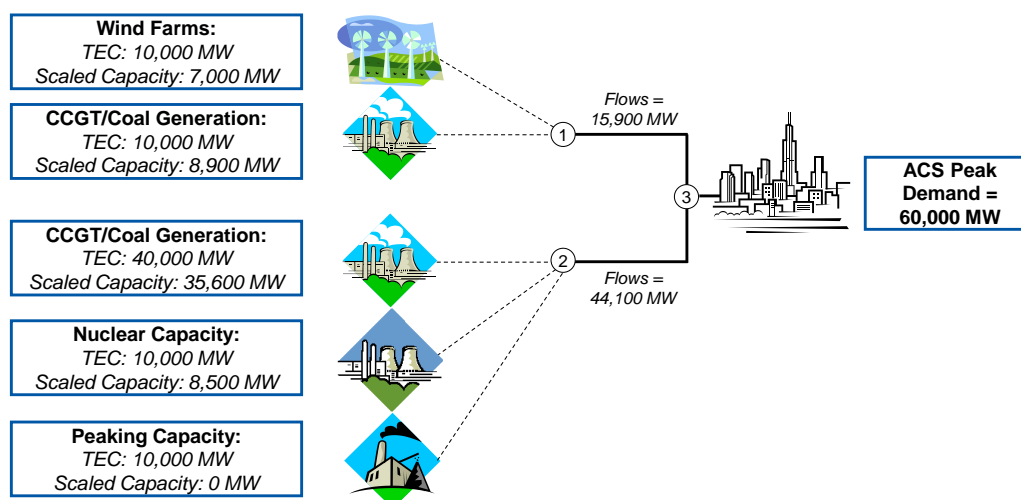 Wind Farms:
TEC: 10,000 MW
Scaled Capacity: 7,000 MW
CCGT/Coal Generation:
TEC: 10,000 MW
Scaled Capacity: 8,900 MW
CCGT/Coal Generation:
TEC: 40,000 MW
Scaled Capacity: 35,600 MW
Nuclear Capacity:
TEC: 10,000 MW
Scaled Capacity: 8,500 MW
Peaking Capacity:
TEC: 10,000 MW
Scaled Capacity: 0 MW
Flows =
15,900 MW
1
3
2
Flows =
44,100 MW
ACS Peak
Demand =
60,000 MW